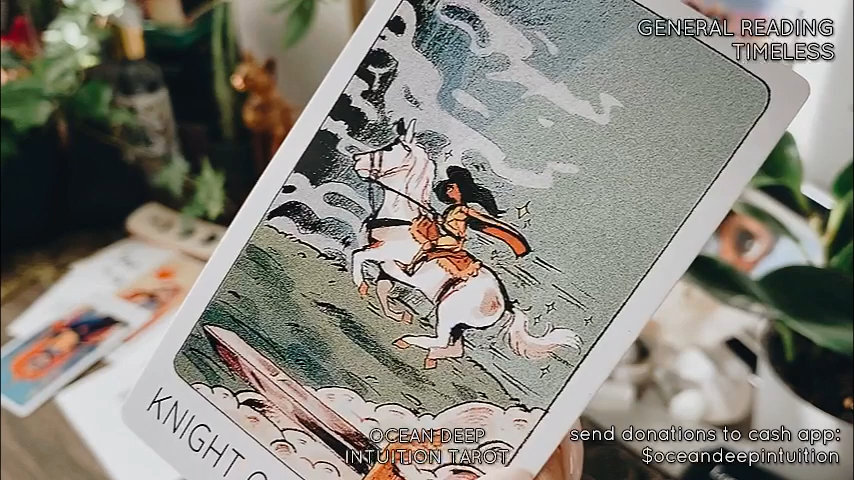 GENERAL READING
TIMELESS
KNIGHT O
OCEAN DEEP
INTUITION TAROT
send donations to cash app:
$oceandeepintuition